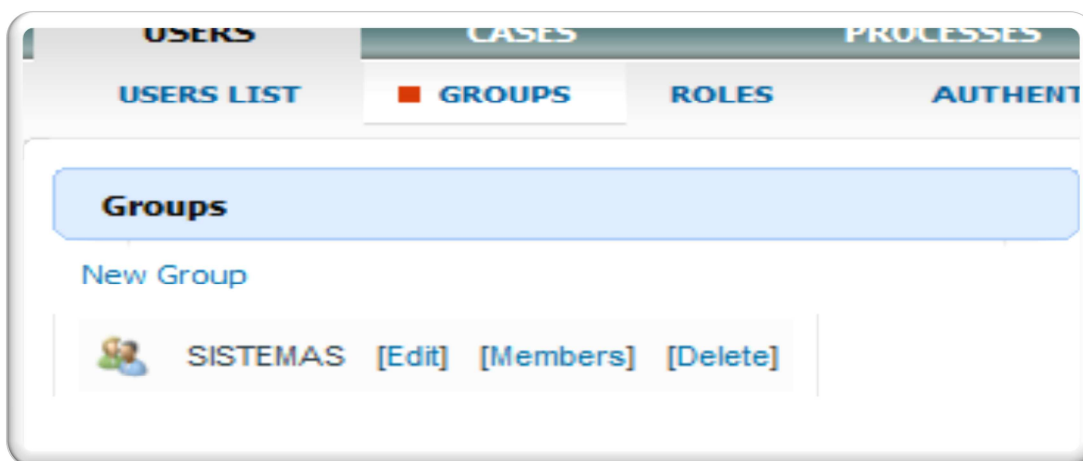 USERS CASES PROCESSES
USERS LIST GROUPS ROLES AUTHENT
Groups
New Group
SISTEMAS [Edit] [Members] [Delete]